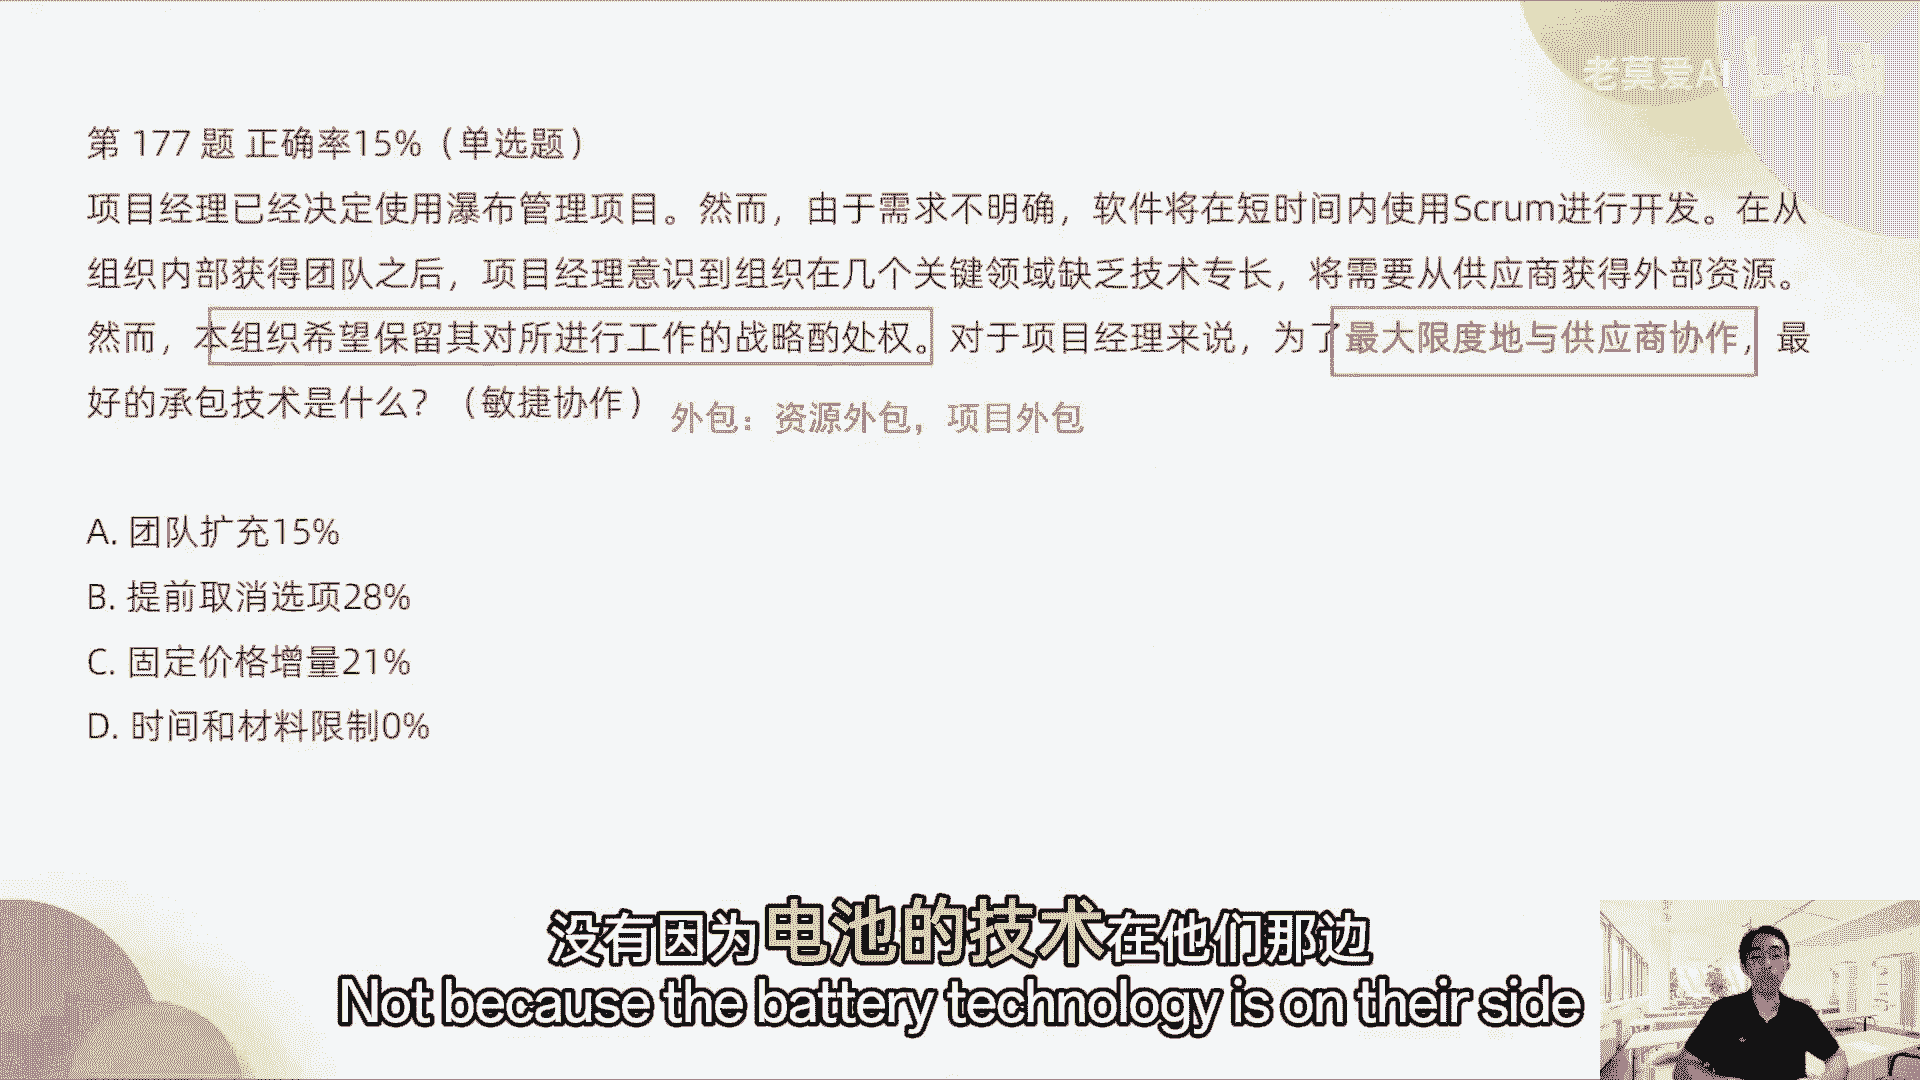 老莫爱AI
第 177 题 正确率15%（单选题）
项目经理已经决定使用瀑布管理项目。然而，由于需求不明确，软件将在短时间内使用Scrum进行开发。在从
组织内部获得团队之后，项目经理意识到组织在几个关键领域缺乏技术专长，将需要从供应商获得外部资源。
然而，本组织希望保留其对所进行工作的战略酌处权。对于项目经理来说，为了最大限度地与供应商协作，最
好的承包技术是什么？（敏捷协作）
外包：资源外包，项目外包
A. 团队扩充15%
B. 提前取消选项28%
C. 固定价格增量21%
D. 时间和材料限制0%
没有因为电池的技术在他们那边
Not because the battery technology is on their side